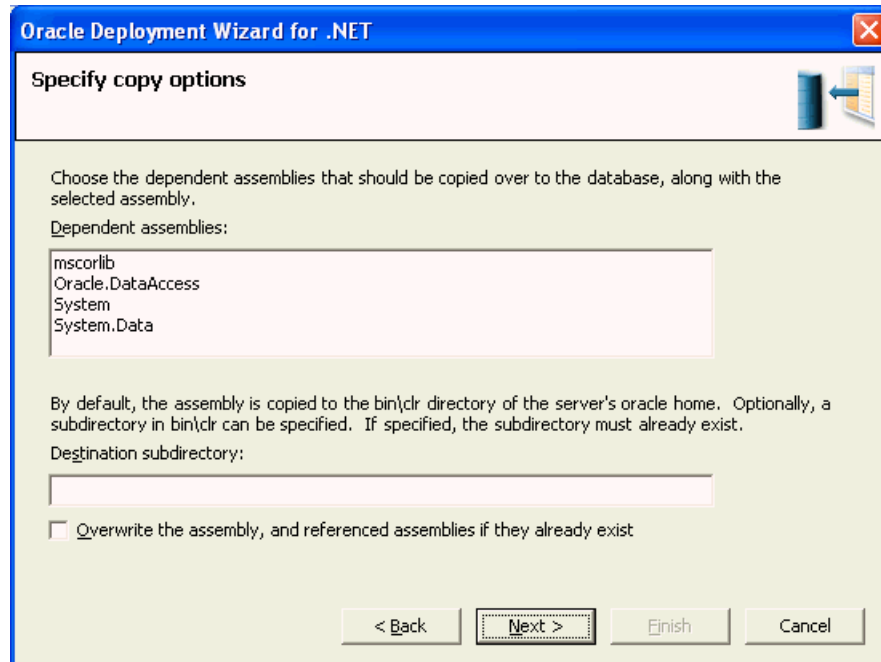 Oracle Deployment Wizard for .NET
Specify copy options
Choose the dependent assemblies that should be copied over to the database, along with the
selected assembly.
Dependent assemblies:
mscorlib
Oracle.DataAccess
System
System.Data
By default, the assembly is copied to the bin\clr directory of the server's oracle home.  Optionally, a
subdirectory in bin\clr can be specified.  If specified, the subdirectory must already exist.
Destination subdirectory:
Overwrite the assembly, and referenced assemblies if they already exist
< Back
Next >
Finish
Cancel